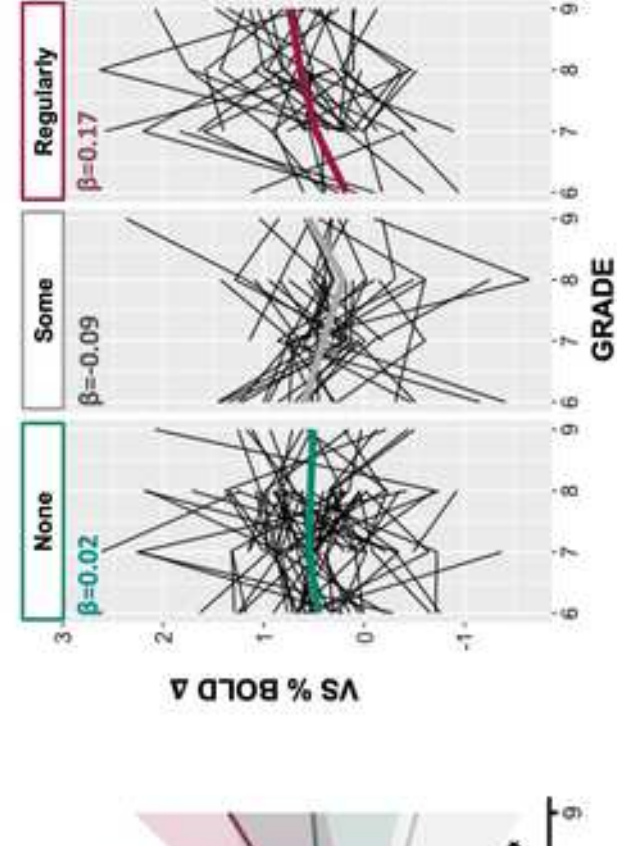 None
Some
Regularly
β=0.02
β=-0.09
β=0.17
3
2
1
0
-1
VS % BOLD Δ
6 7 8 9
6 7 8 9
6 7 8 9
GRADE
9
*